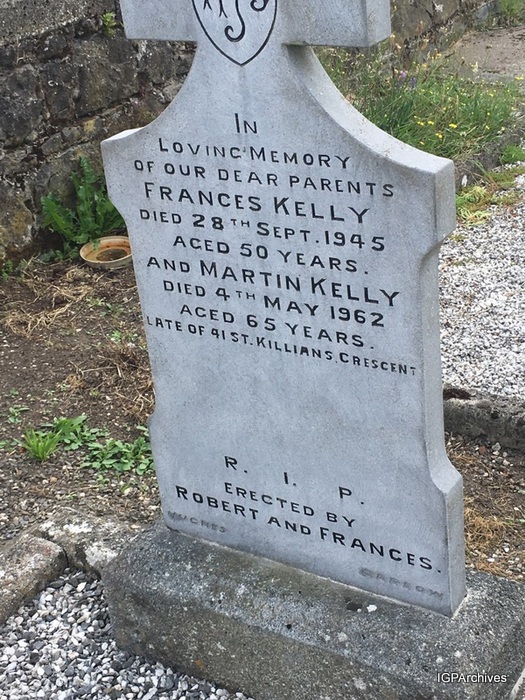 IHS
IN
LOVING MEMORY
OF OUR DEAR PARENTS
FRANCES KELLY
DIED 28TH SEPT. 1945
AGED 50 YEARS.
AND MARTIN KELLY
DIED 4TH MAY 1962
AGED 65 YEARS.
LATE OF 41 ST. KILLIANS, CRESCENT
R. I. P.
ERECTED BY
ROBERT AND FRANCES.
CARLOW
IGPArchives